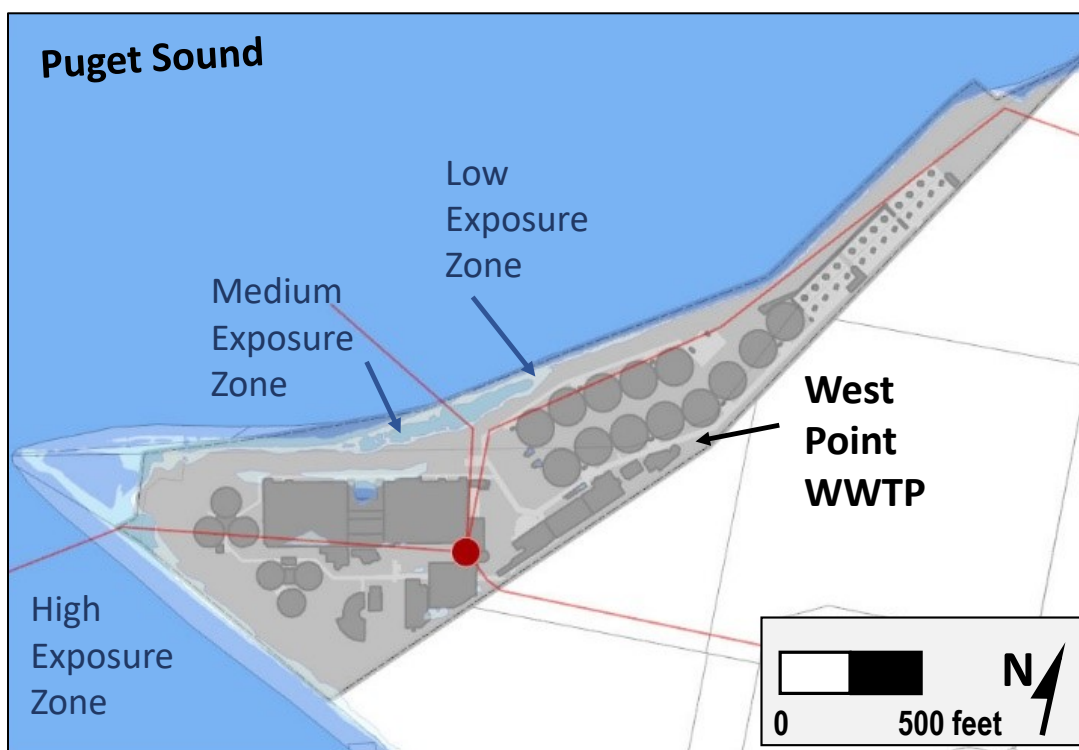 Puget Sound
Low
Exposure
Zone
Medium
Exposure
Zone
West
Point
WWTP
High
Exposure
Zone
N
0 500 feet